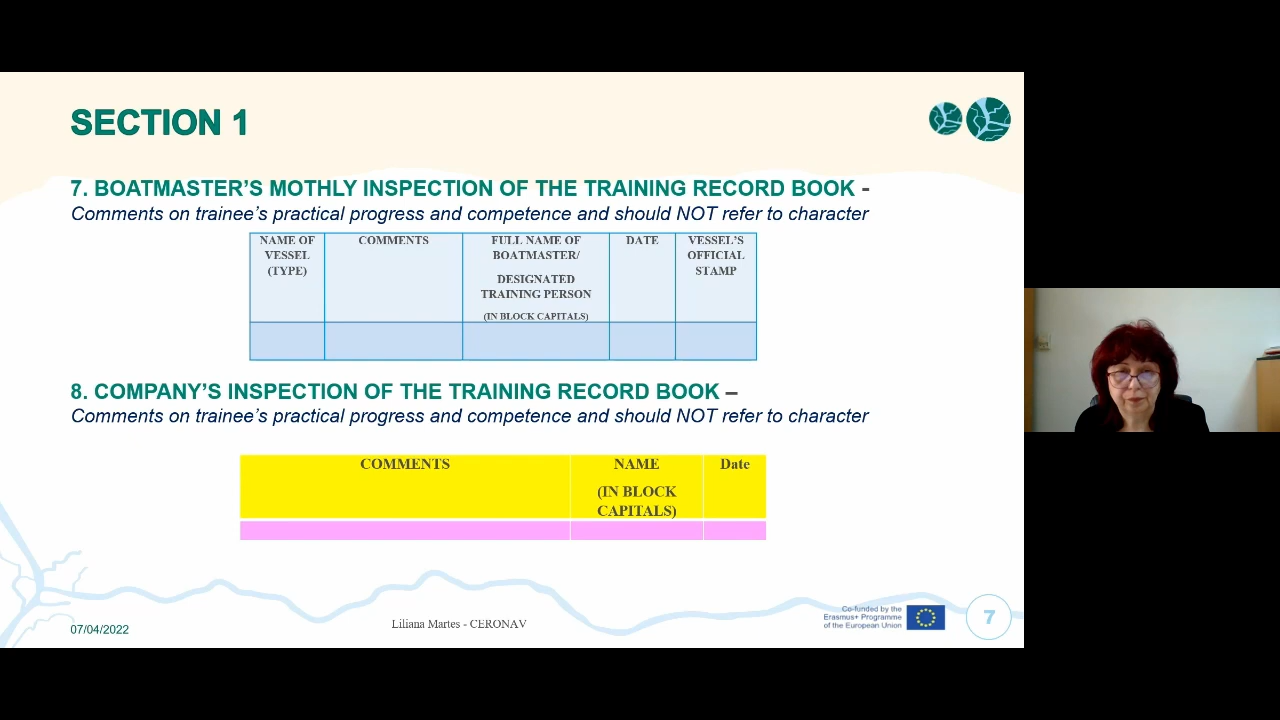 SECTION 1
7. BOATMASTER'S MOTHLY INSPECTION OF THE TRAINING RECORD BOOK -
Comments on trainee's practical progress and competence and should NOT refer to character
NAME OF
VESSEL
(TYPE)
COMMENTS
FULL NAME OF
BOATMASTER/
DESIGNATED
TRAINING PERSON
(IN BLOCK CAPITALS)
DATE
VESSEL'S
OFFICIAL
STAMP
8. COMPANY'S INSPECTION OF THE TRAINING RECORD BOOK –
Comments on trainee's practical progress and competence and should NOT refer to character
COMMENTS
NAME
(IN BLOCK
CAPITALS)
Date
07/04/2022
Liliana Martes - CERONAV
Co-funded by the
Erasmus+ Programme
of the European Union
7